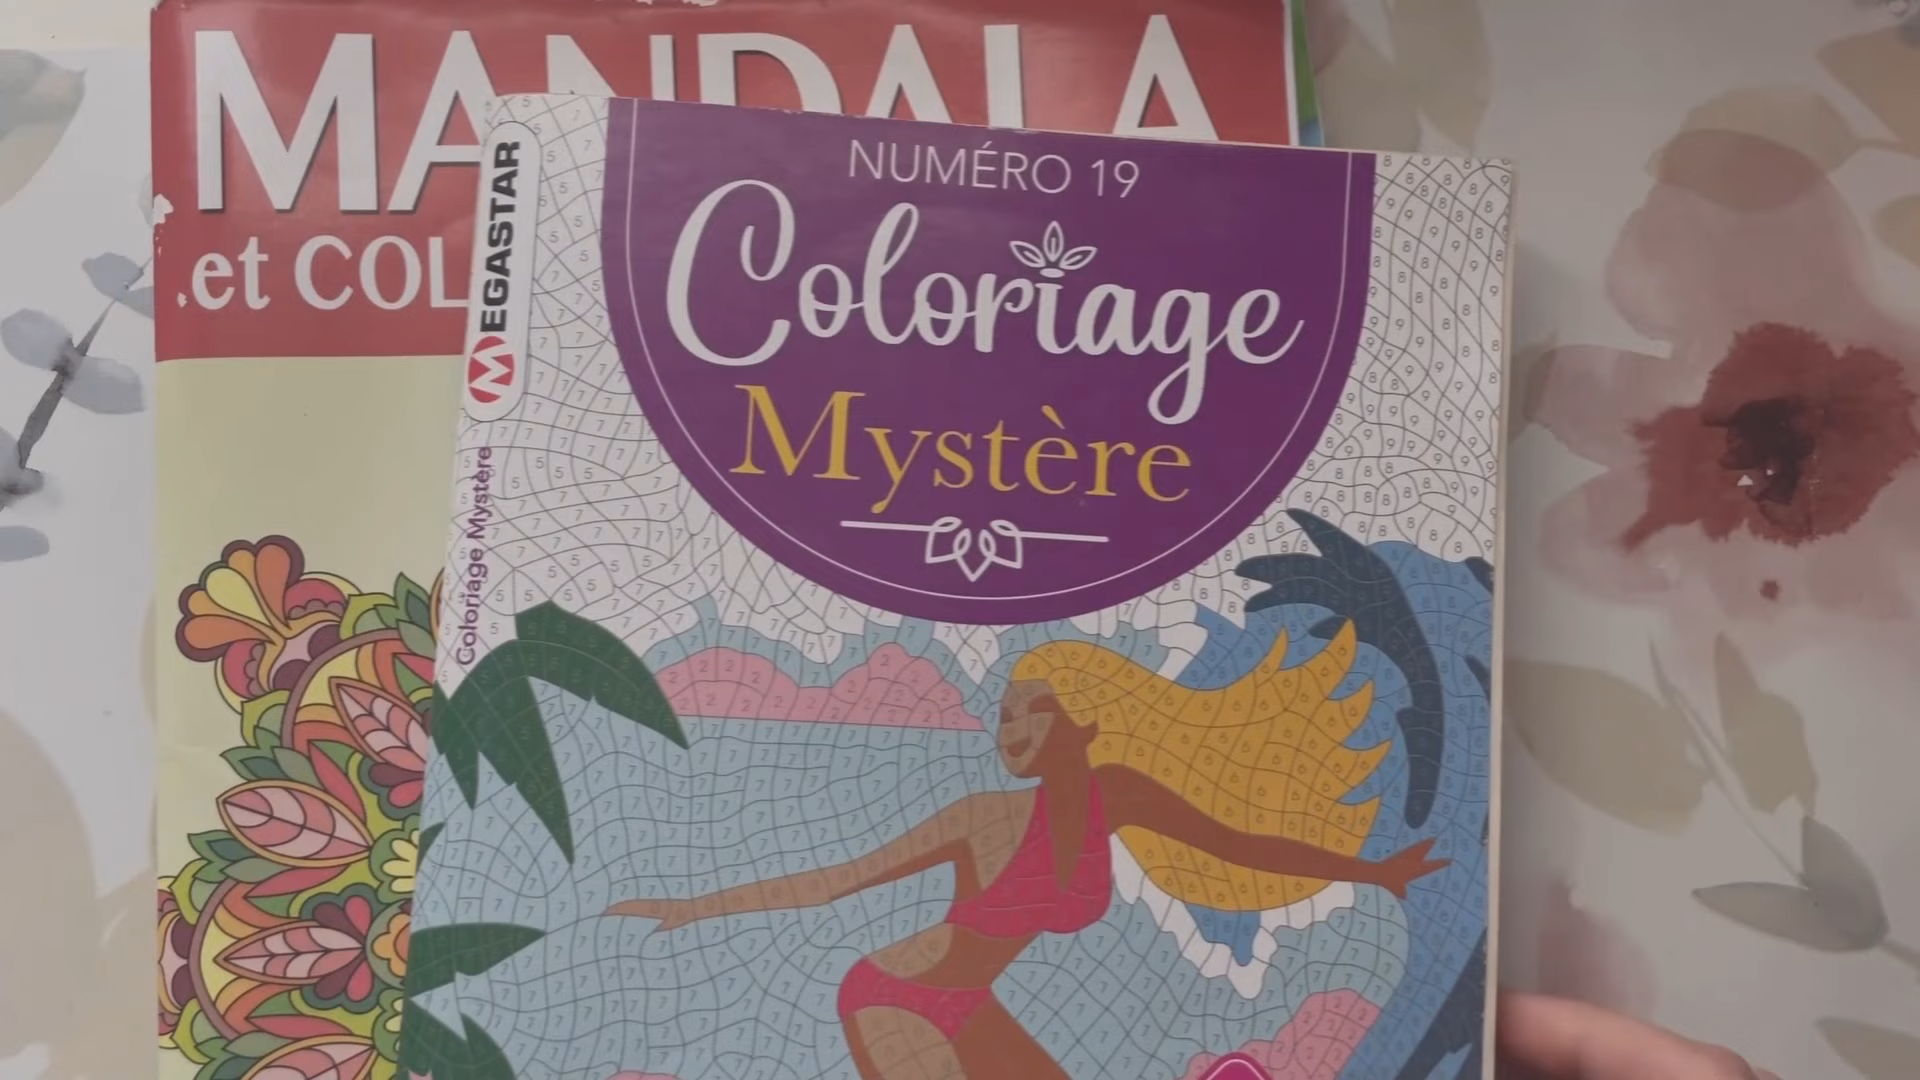 MANDALA
et COL
NUMÉRO 19
Coloriage
Mystère
MEGASTAR
Coloriage Mystère